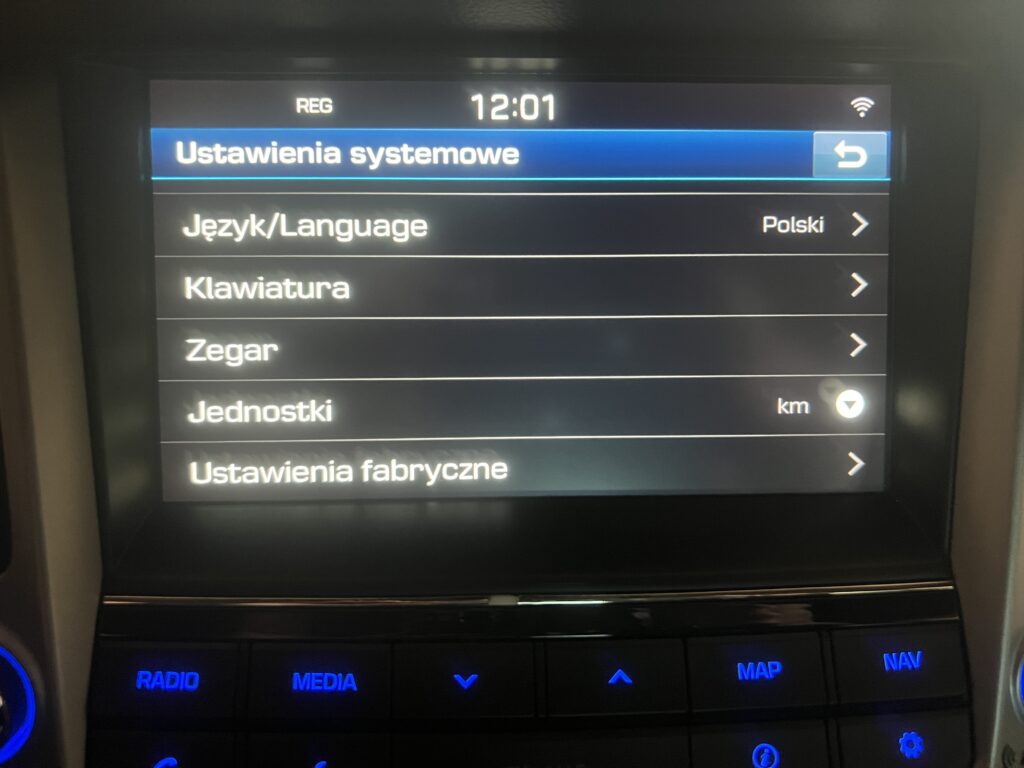 REG 12:01
Ustawienia systemowe
Język/Language Polski
Klawiatura
Zegar
Jednostki km
Ustawienia fabryczne
RADIO MEDIA MAP NAV